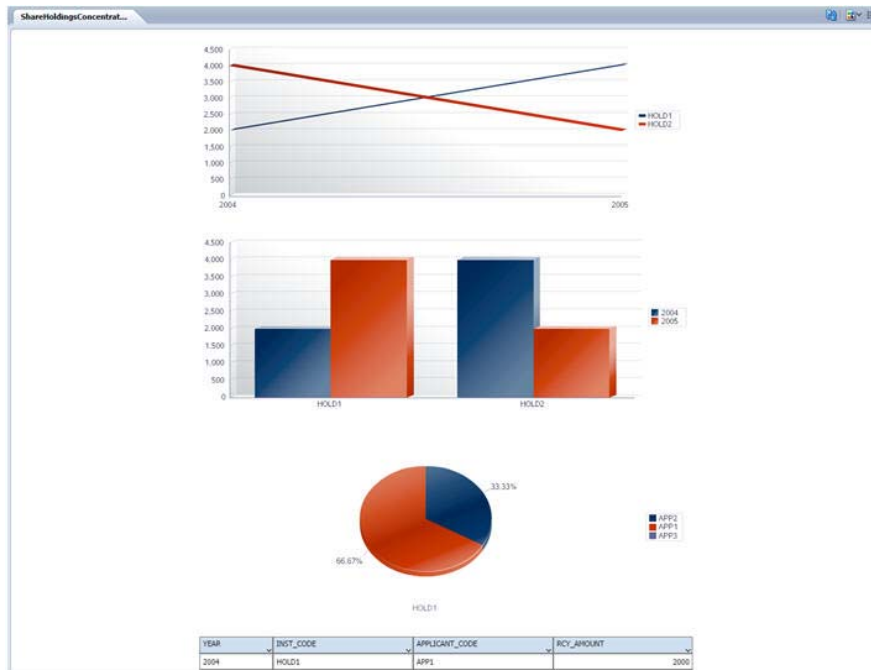 ShareHoldingsConcentrat...
4,500
4,000
3,500
3,000
2,500
2,000
1,500
1,000
500
0
2004
2005
HOLD1
HOLD2
4,500
4,000
3,500
3,000
2,500
2,000
1,500
1,000
500
0
HOLD1
HOLD2
2004
2005
33.33%
66.67%
APP2
APP1
APP3
HOLD1
YEAR INST_CODE APPLICANT_CODE RCY_AMOUNT
2004 HOLD1 APP1 2000